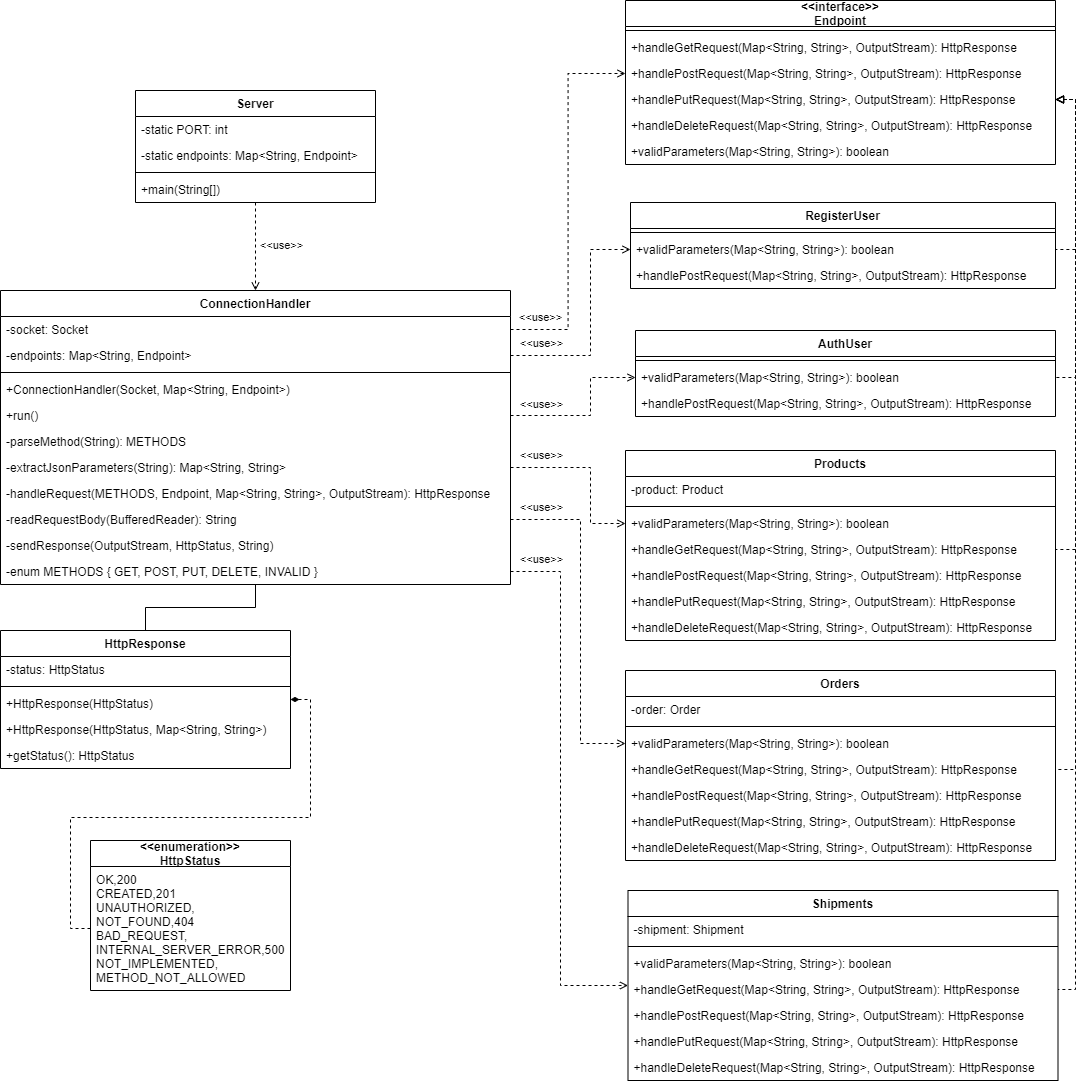 <<interface>>
Endpoint
+handleGetRequest(Map<String, String>, OutputStream): HttpResponse
+handlePostRequest(Map<String, String>, OutputStream): HttpResponse
+handlePutRequest(Map<String, String>, OutputStream): HttpResponse
+handleDeleteRequest(Map<String, String>, OutputStream): HttpResponse
+validParameters(Map<String, String>): boolean
Server
-static PORT: int
-static endpoints: Map<String, Endpoint>
+main(String[])
<<use>>
RegisterUser
+validParameters(Map<String, String>): boolean
+handlePostRequest(Map<String, String>, OutputStream): HttpResponse
ConnectionHandler
-socket: Socket
-endpoints: Map<String, Endpoint>
+ConnectionHandler(Socket, Map<String, Endpoint>)
+run()
-parseMethod(String): METHODS
-extractJsonParameters(String): Map<String, String>
-handleRequest(METHODS, Endpoint, Map<String, String>, OutputStream): HttpResponse
-readRequestBody(BufferedReader): String
-sendResponse(OutputStream, HttpStatus, String)
-enum METHODS { GET, POST, PUT, DELETE, INVALID }
<<use>>
<<use>>
<<use>>
<<use>>
<<use>>
<<use>>
AuthUser
+validParameters(Map<String, String>): boolean
+handlePostRequest(Map<String, String>, OutputStream): HttpResponse
Products
-product: Product
+validParameters(Map<String, String>): boolean
+handleGetRequest(Map<String, String>, OutputStream): HttpResponse
+handlePostRequest(Map<String, String>, OutputStream): HttpResponse
+handlePutRequest(Map<String, String>, OutputStream): HttpResponse
+handleDeleteRequest(Map<String, String>, OutputStream): HttpResponse
HttpResponse
-status: HttpStatus
+HttpResponse(HttpStatus)
+HttpResponse(HttpStatus, Map<String, String>)
+getStatus(): HttpStatus
Orders
-order: Order
+validParameters(Map<String, String>): boolean
+handleGetRequest(Map<String, String>, OutputStream): HttpResponse
+handlePostRequest(Map<String, String>, OutputStream): HttpResponse
+handlePutRequest(Map<String, String>, OutputStream): HttpResponse
+handleDeleteRequest(Map<String, String>, OutputStream): HttpResponse
<<enumeration>>
HttpStatus
OK,200
CREATED,201
UNAUTHORIZED,
NOT_FOUND,404
BAD_REQUEST,
INTERNAL_SERVER_ERROR,500
NOT_IMPLEMENTED,
METHOD_NOT_ALLOWED
Shipments
-shipment: Shipment
+validParameters(Map<String, String>): boolean
+handleGetRequest(Map<String, String>, OutputStream): HttpResponse
+handlePostRequest(Map<String, String>, OutputStream): HttpResponse
+handlePutRequest(Map<String, String>, OutputStream): HttpResponse
+handleDeleteRequest(Map<String, String>, OutputStream): HttpResponse